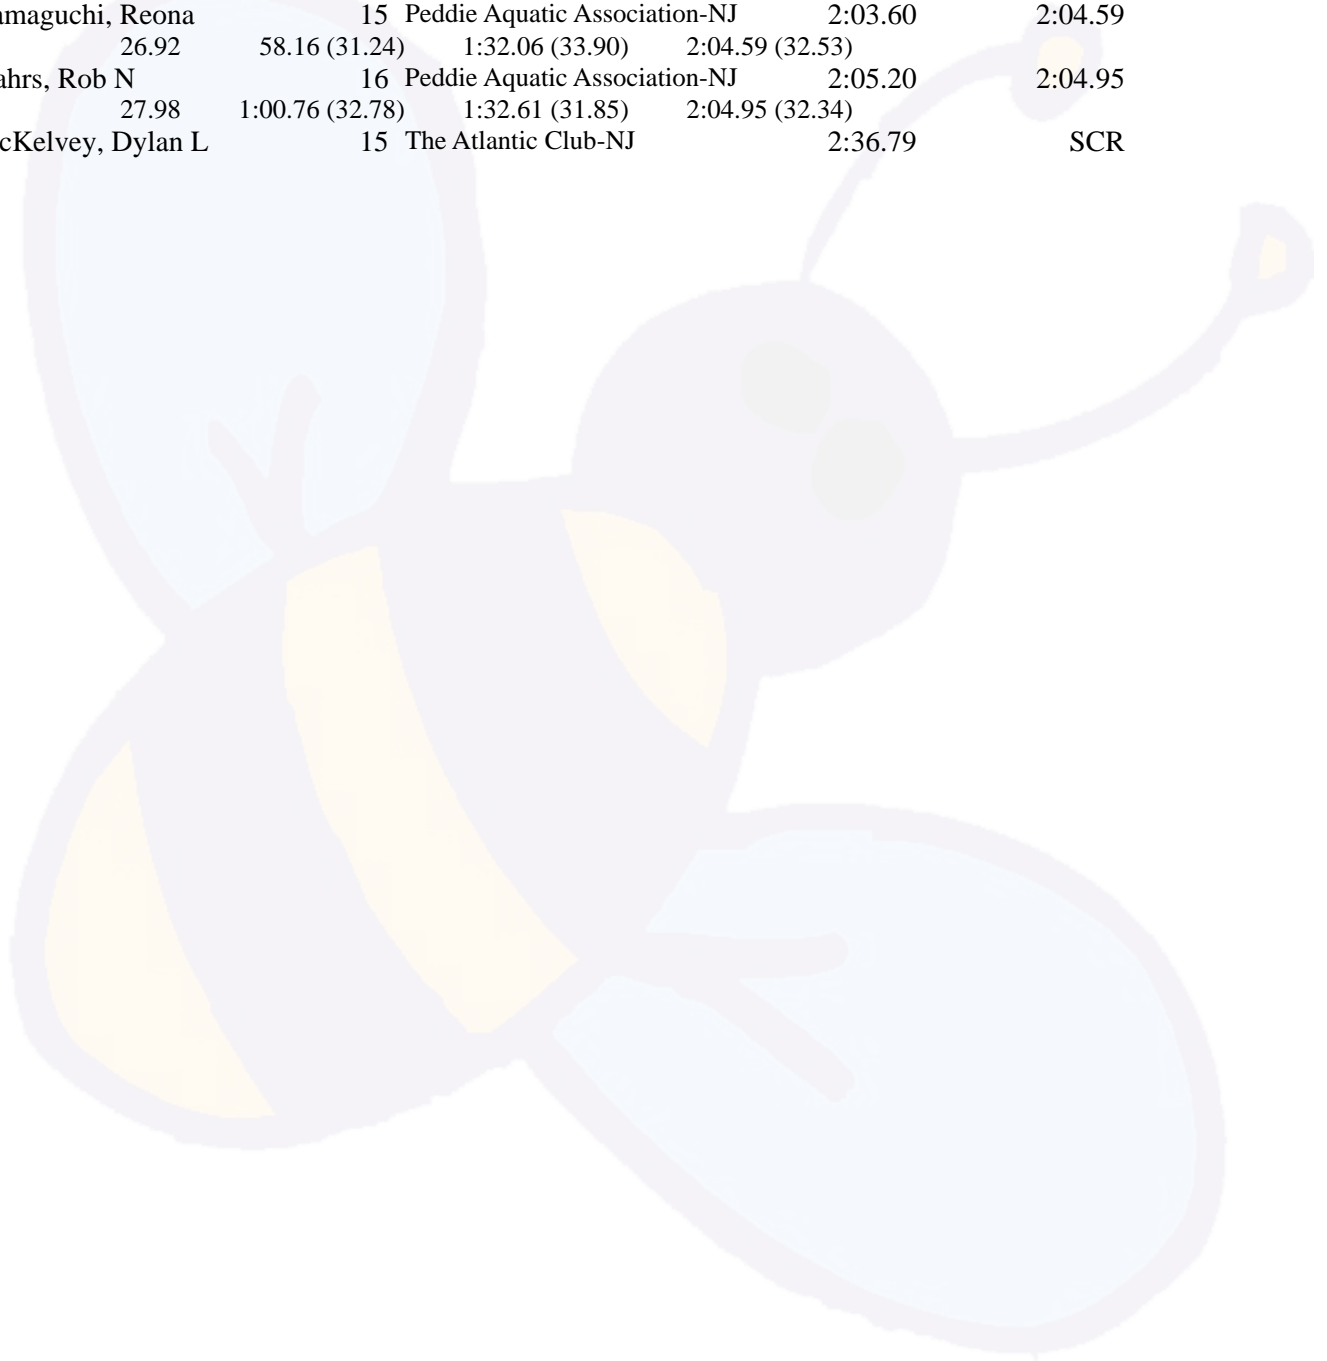 amaguchi, Reona 15 Peddie Aquatic Association-NJ 2:03.60 2:04.59
26.92 58.16 (31.24) 1:32.06 (33.90) 2:04.59 (32.53)
ahrs, Rob N 16 Peddie Aquatic Association-NJ 2:05.20 2:04.95
27.98 1:00.76 (32.78) 1:32.61 (31.85) 2:04.95 (32.34)
cKelvey, Dylan L 15 The Atlantic Club-NJ 2:36.79 SCR